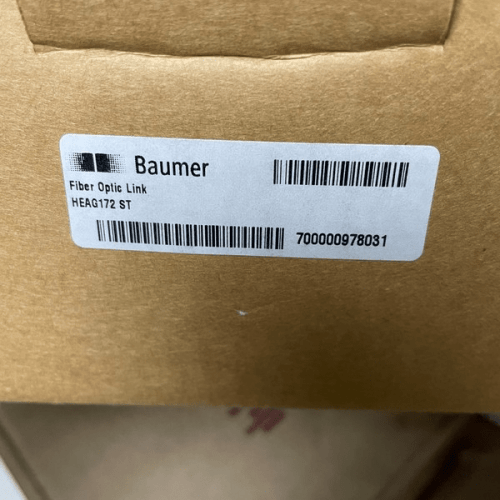 Baumer
Fiber Optic Link
HEAG172 ST
700000978031